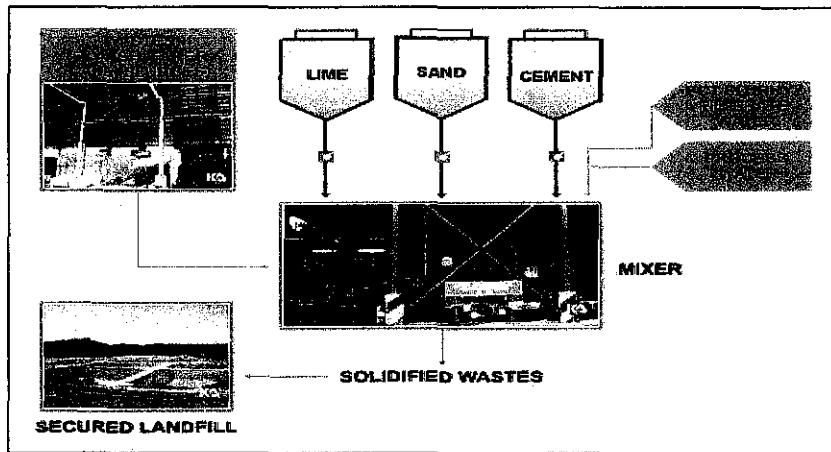 LIME
SAND
CEMENT
MIXER
SOLIDIFIED WASTES
SECURED LANDFILL